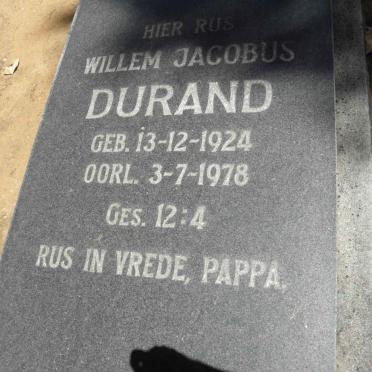 HIER RUS
WILLEM JACOBUS
DURAND
GEB. 13-12-1924
OORL. 3-7-1978
GES. 12:4
RUS IN VREDE, PAPPA.